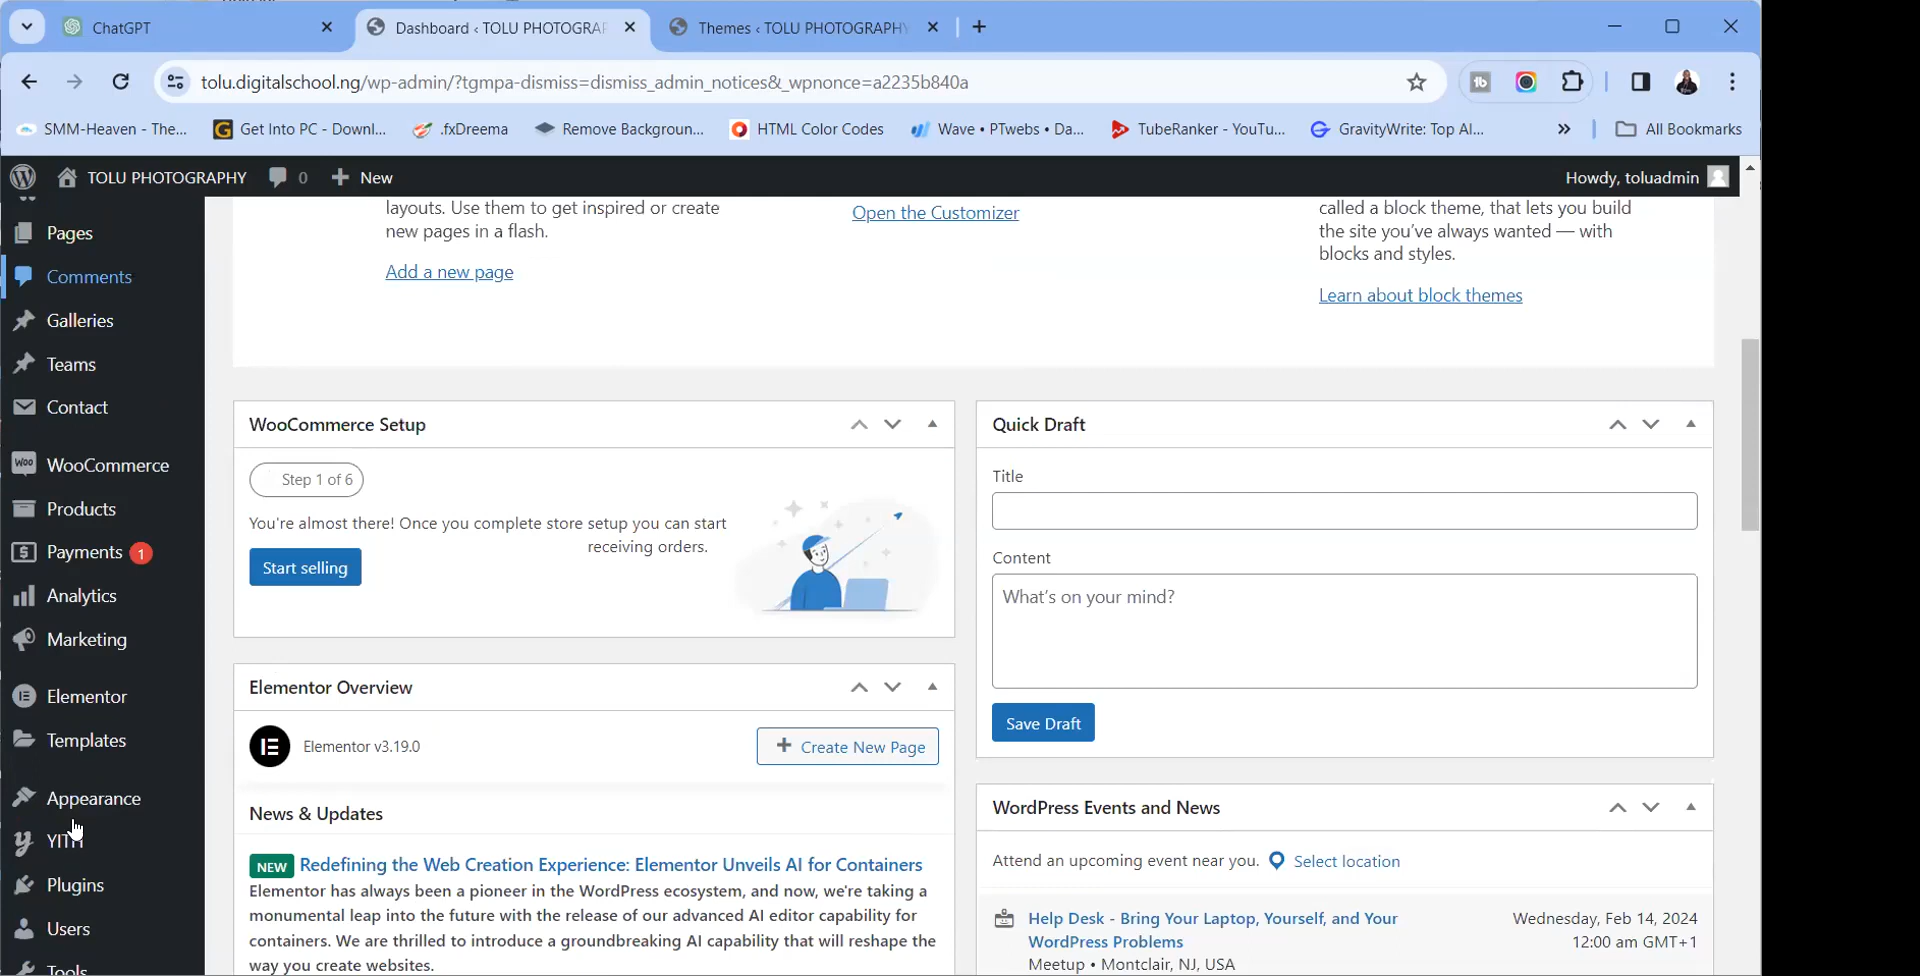 ChatGPT
Dashboard ‹ TOLU PHOTOGRAP
Themes ‹ TOLU PHOTOGRAPHY
tolu.digitalschool.ng/wp-admin/?tgmpa-dismiss=dismiss_admin_notices&_wpnonce=a2235b840a
SMM-Heaven - The...
Get Into PC - Downl...
.fxDreema
Remove Backgroun...
HTML Color Codes
Wave • PTwebs • Da...
TubeRanker - YouTu...
GravityWrite: Top AI...
All Bookmarks
TOLU PHOTOGRAPHY
0
New
Howdy, toluadmin
Pages
Comments
Galleries
Teams
Contact
WooCommerce
Products
Payments 1
Analytics
Marketing
Elementor
Templates
Appearance
YITH
Plugins
Users
Tools
layouts. Use them to get inspired or create
new pages in a flash.
Add a new page
Open the Customizer
called a block theme, that lets you build
the site you've always wanted — with
blocks and styles.
Learn about block themes
WooCommerce Setup
Step 1 of 6
You're almost there! Once you complete store setup you can start
receiving orders.
Start selling
Elementor Overview
Elementor v3.19.0
Create New Page
News & Updates
NEW Redefining the Web Creation Experience: Elementor Unveils AI for Containers
Elementor has always been a pioneer in the WordPress ecosystem, and now, we're taking a
monumental leap into the future with the release of our advanced AI editor capability for
containers. We are thrilled to introduce a groundbreaking AI capability that will reshape the
way you create websites.
Quick Draft
Title
Content
What's on your mind?
Save Draft
WordPress Events and News
Attend an upcoming event near you. Select location
Help Desk - Bring Your Laptop, Yourself, and Your
WordPress Problems
Meetup • Montclair, NJ, USA
Wednesday, Feb 14, 2024
12:00 am GMT+1